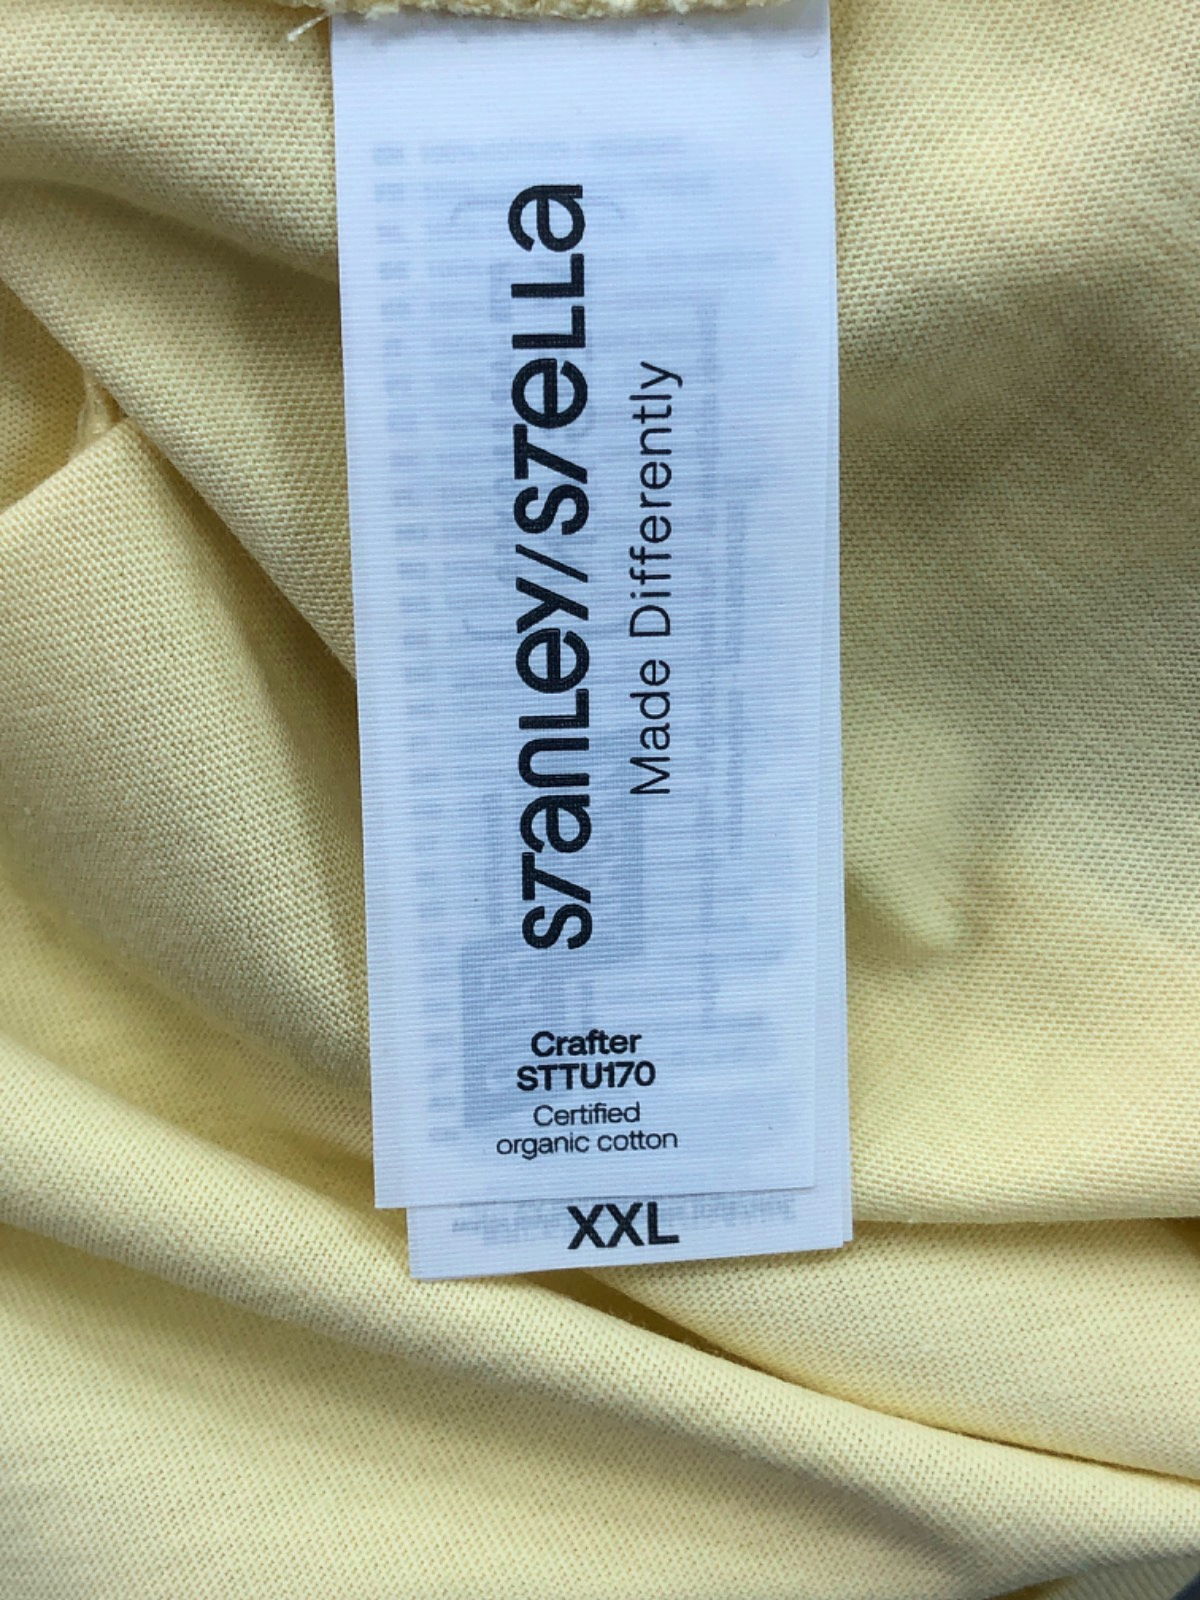 STANLEY/STELLA
Made Differently
Crafter
STTU170
Certified
organic cotton
XXL